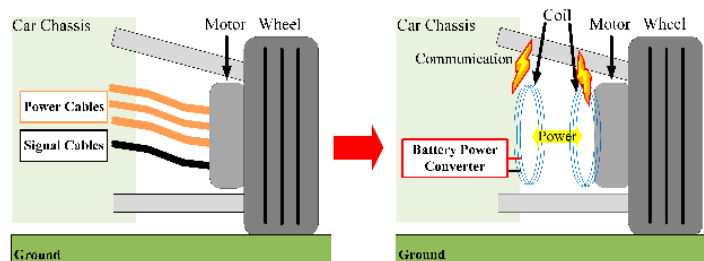 Car Chassis
Motor
Wheel
Power Cables
Signal Cables
Ground
Car Chassis
Coil
Motor
Wheel
Communication
Power
Battery Power
Converter
Ground